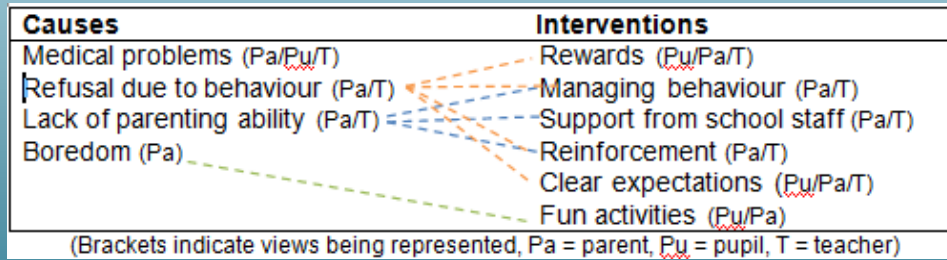 Causes Interventions
Medical problems (Pa/Pu/T) Rewards (Pu/Pa/T)
Refusal due to behaviour (Pa/T) Managing behaviour (Pa/T)
Lack of parenting ability (Pa/T) Support from school staff (Pa/T)
Boredom (Pa) Reinforcement (Pa/T)
Clear expectations (Pu/Pa/T)
Fun activities (Pu/Pa)
(Brackets indicate views being represented, Pa = parent, Pu = pupil, T = teacher)